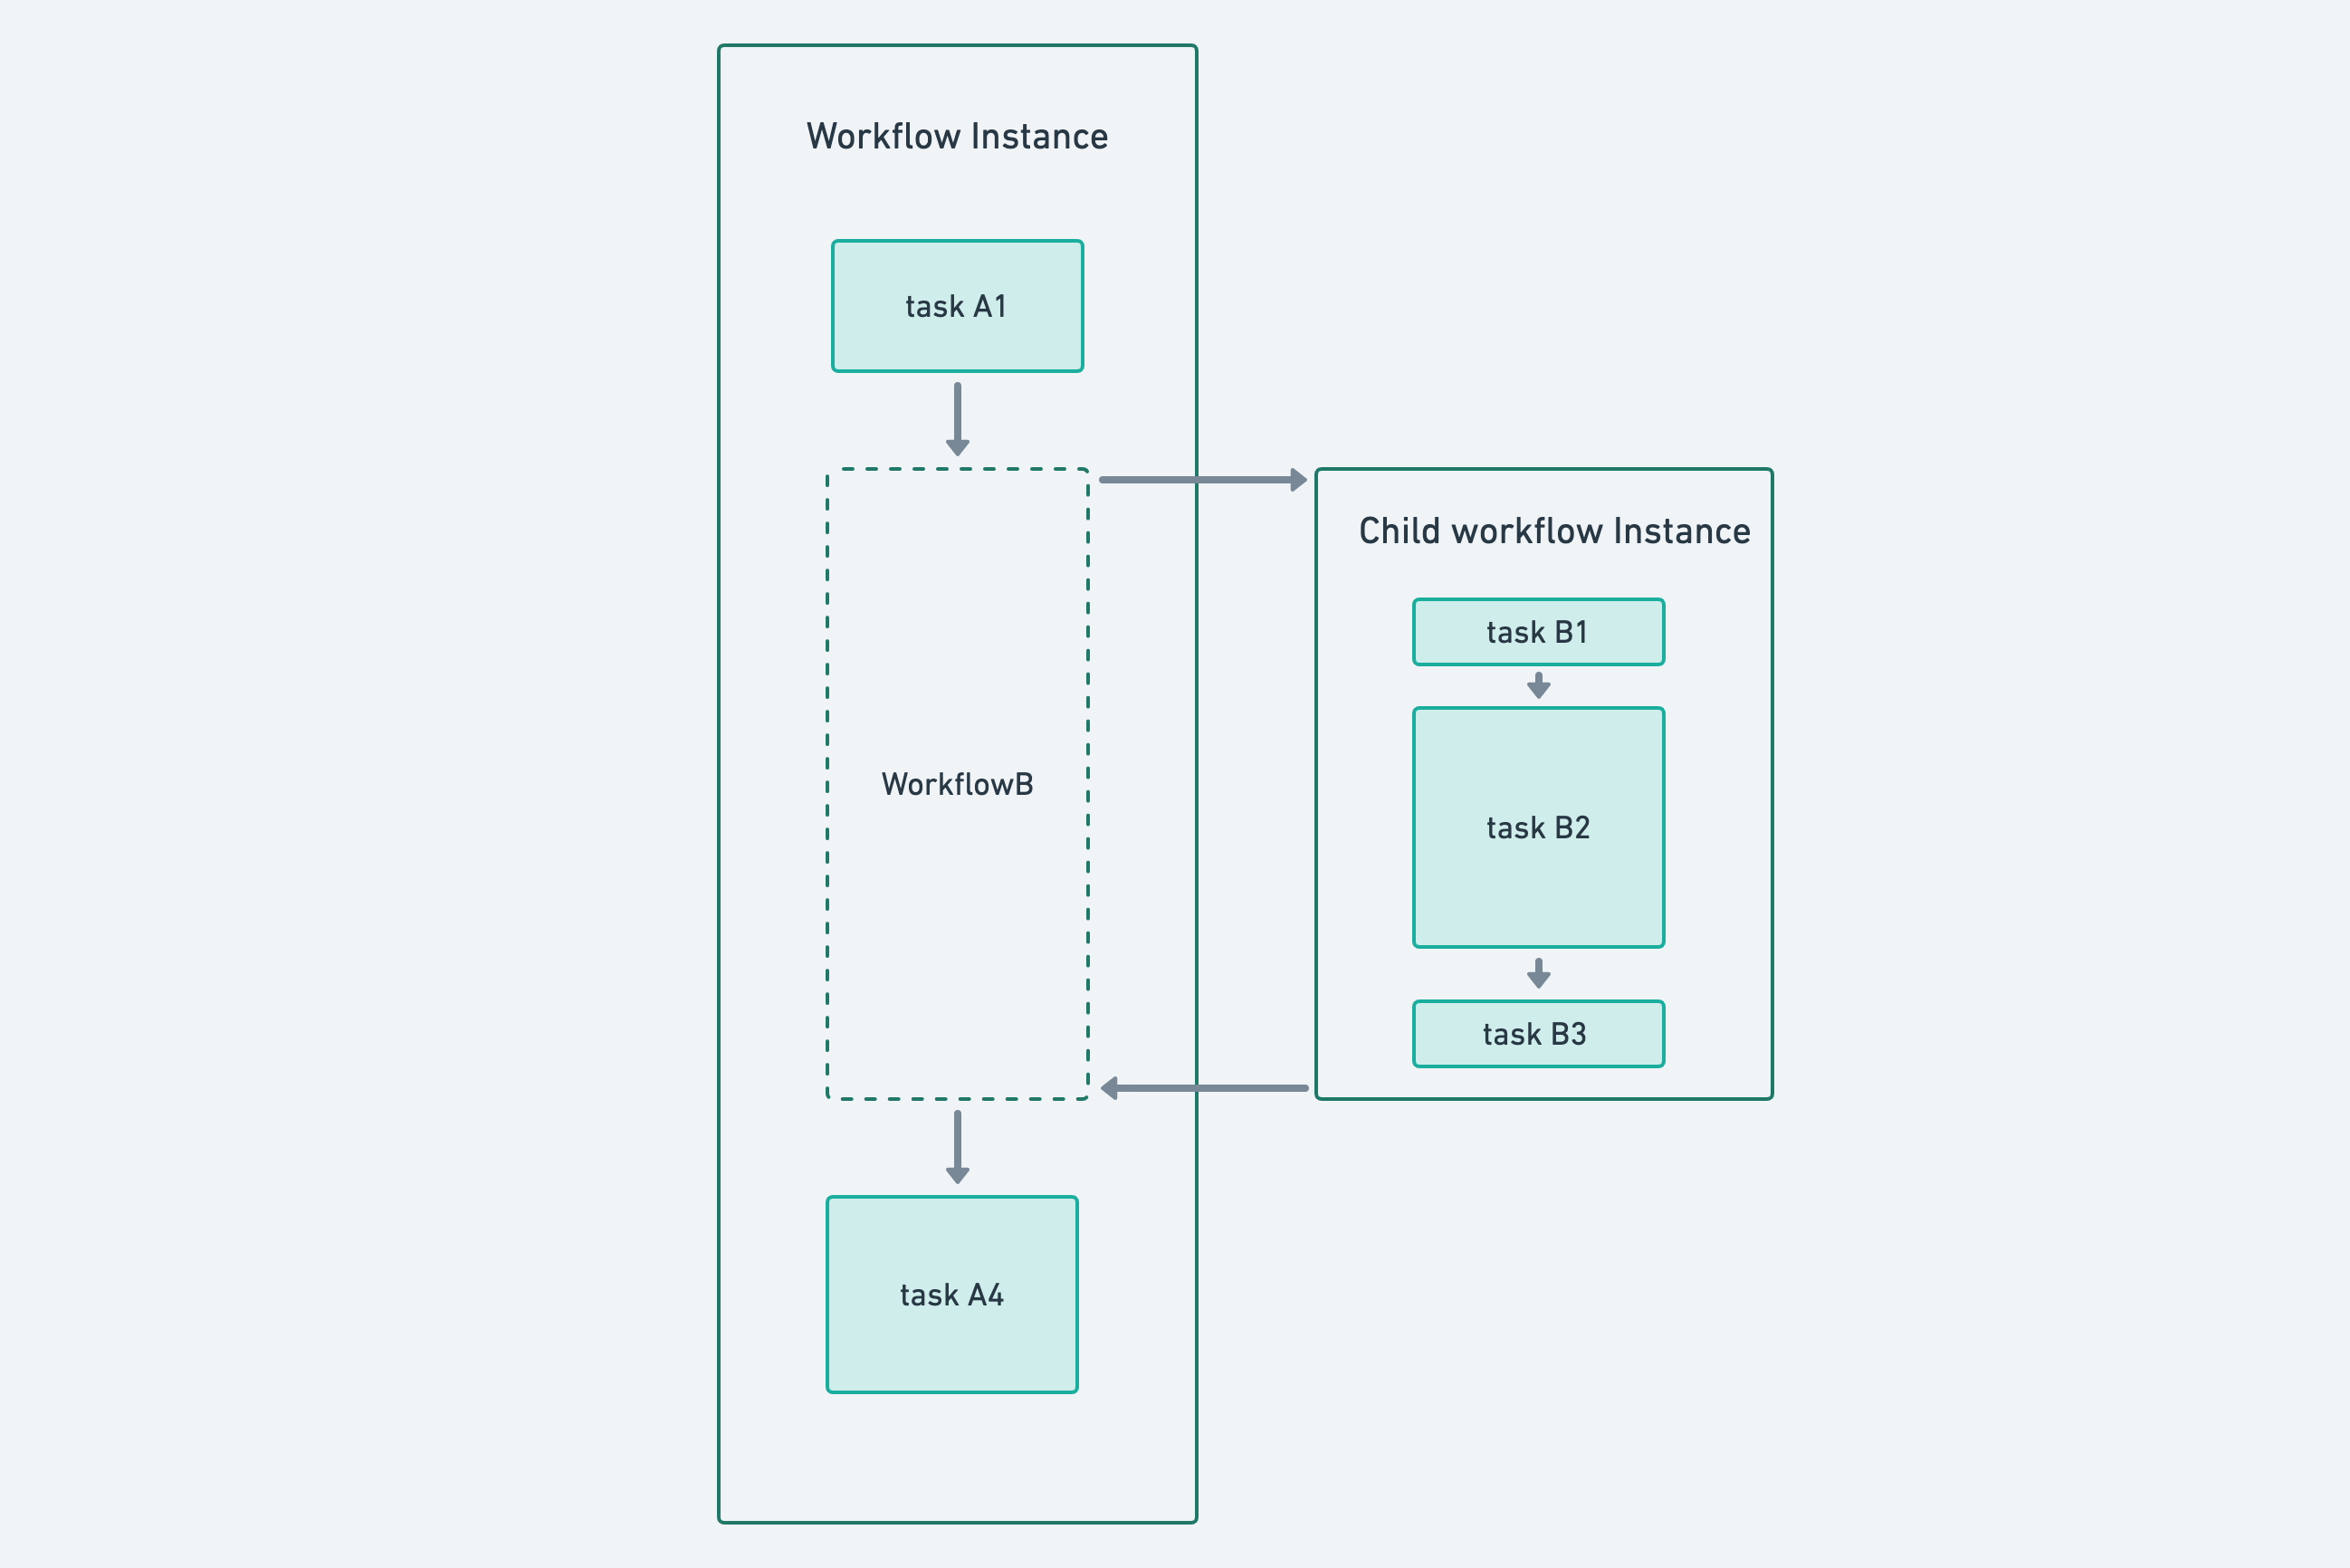 Workflow Instance
task A1
Child workflow Instance
task B1
WorkflowB
task B2
task B3
task A4